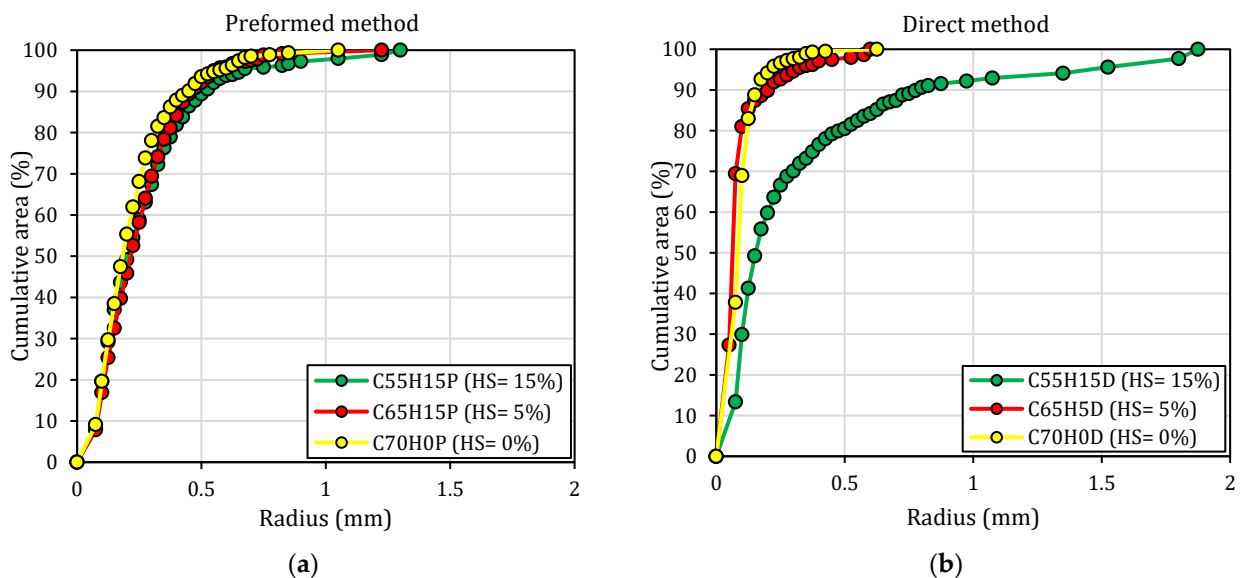 Preformed method
100
90
80
70
60
50
40
30
20
10
0
Cumulative area (%)
C55H15P (HS= 15%)
C65H15P (HS= 5%)
C70H0P (HS= 0%)
0
0.5
1
1.5
2
Radius (mm)
(a)
Direct method
100
90
80
70
60
50
40
30
20
10
0
Cumulative area (%)
C55H15D (HS= 15%)
C65H5D (HS= 5%)
C70H0D (HS= 0%)
0
0.5
1
1.5
2
Radius (mm)
(b)